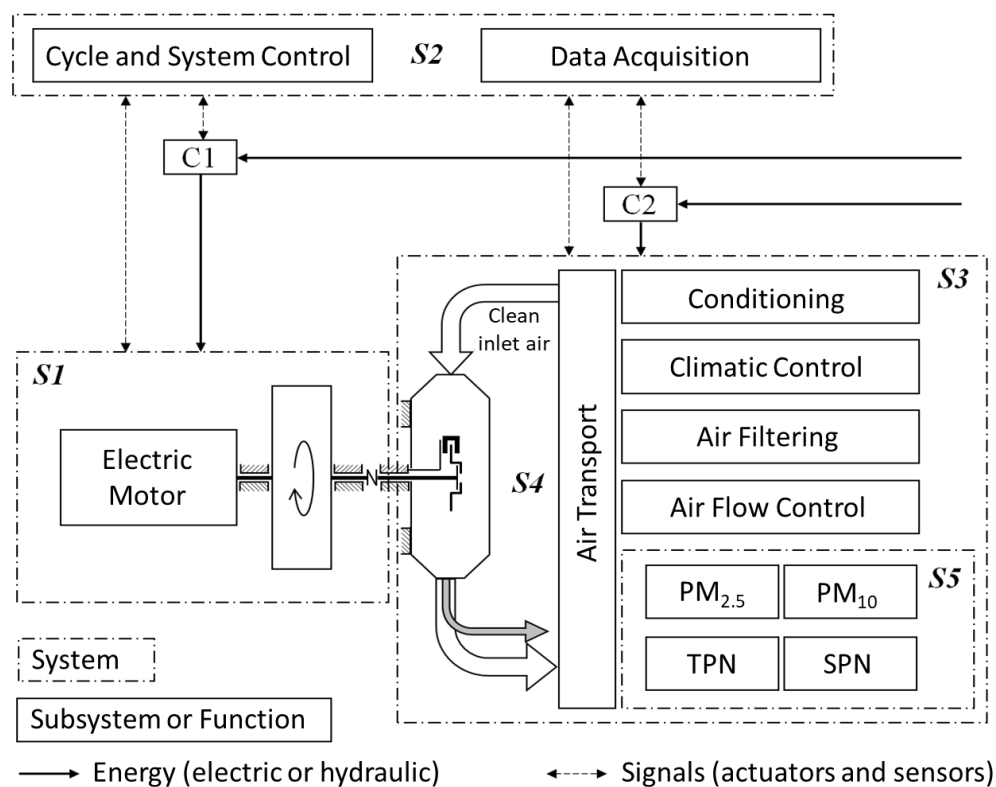 Cycle and System Control
S2
Data Acquisition
C1
C2
S3
Conditioning
Clean
inlet air
Climatic Control
S1
Air Filtering
Electric
Motor
S4
Air Transport
Air Flow Control
S5
PM2.5
PM10
TPN
SPN
System
Subsystem or Function
Energy (electric or hydraulic)
Signals (actuators and sensors)